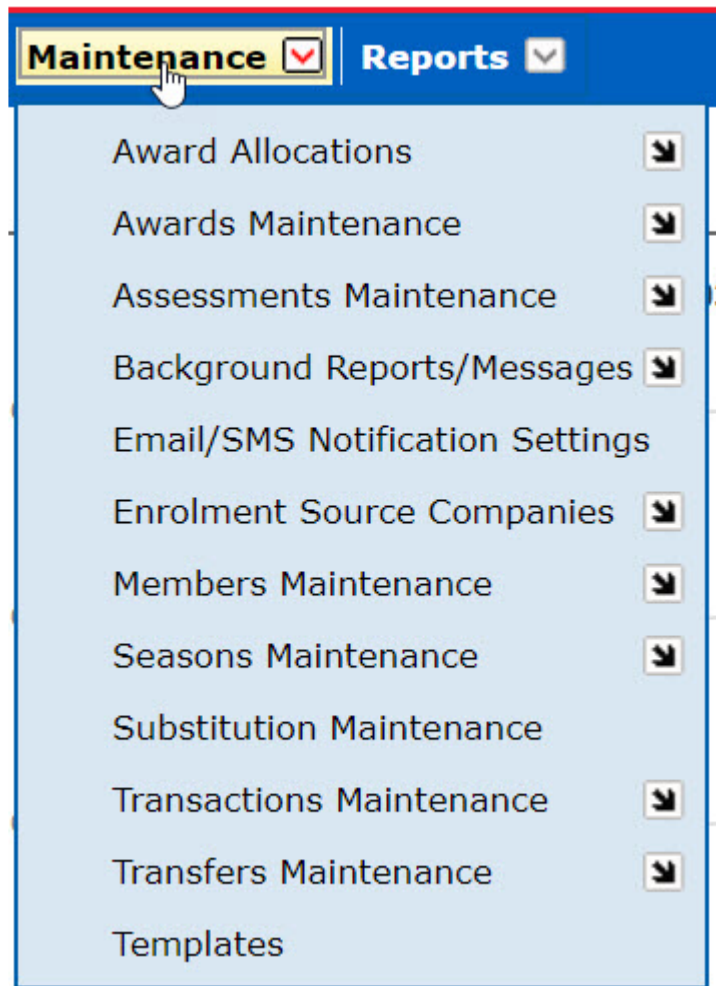 Maintenance Reports
Award Allocations
Awards Maintenance
Assessments Maintenance
Background Reports/Messages
Email/SMS Notification Settings
Enrolment Source Companies
Members Maintenance
Seasons Maintenance
Substitution Maintenance
Transactions Maintenance
Transfers Maintenance
Templates